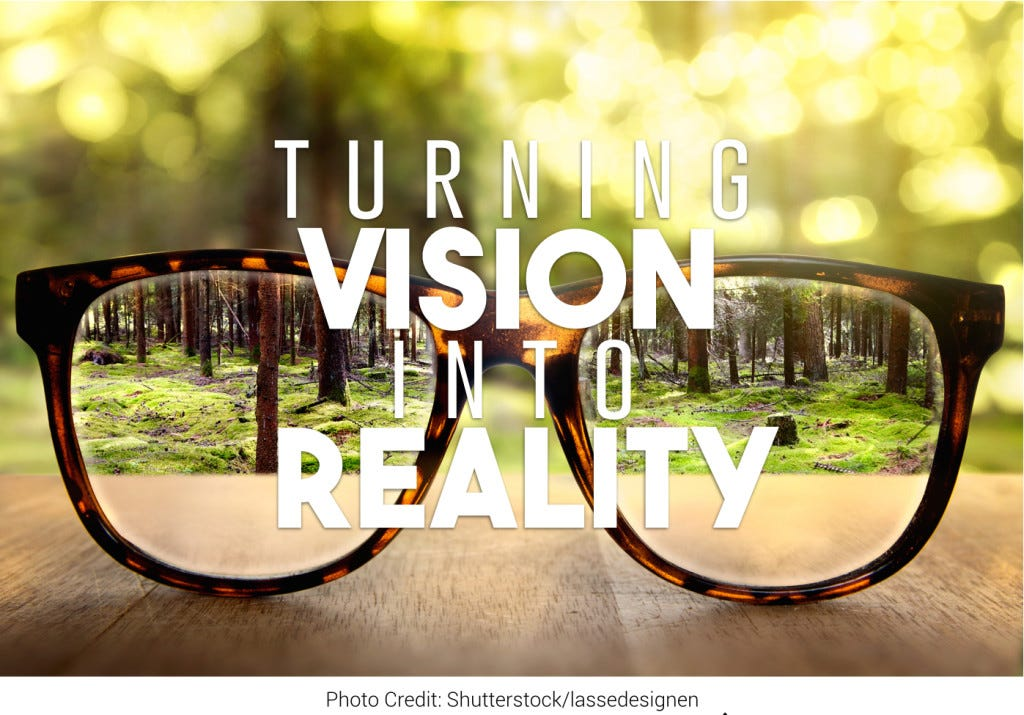 TURNING
VISION
INTO
REALITY
Photo Credit: Shutterstock/lassedesignen